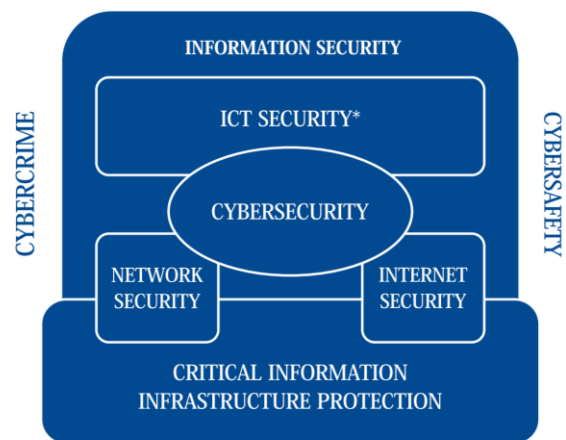 INFORMATION SECURITY
ICT SECURITY*
CYBERCRIME
CYBERSAFETY
CYBERSECURITY
NETWORK
SECURITY
INTERNET
SECURITY
CRITICAL INFORMATION
INFRASTRUCTURE PROTECTION